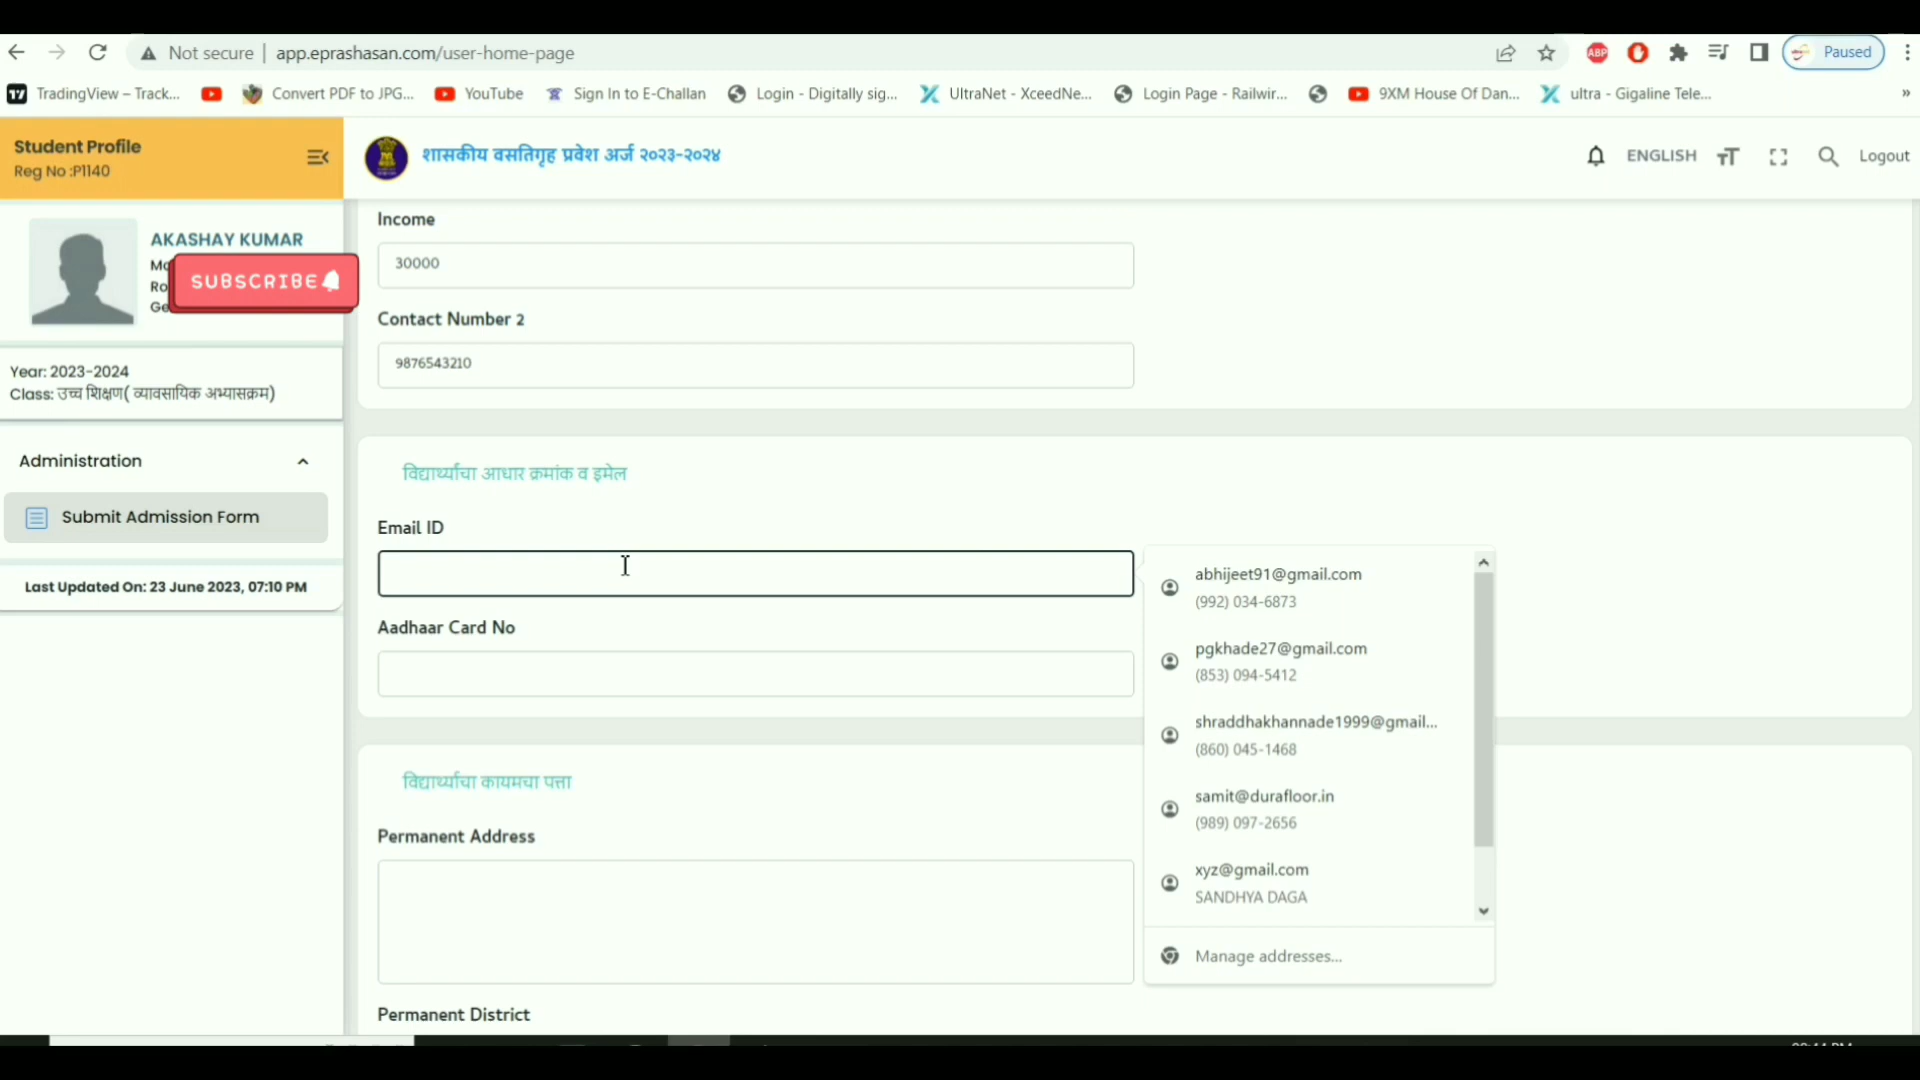 Not secure | app.eprashasan.com/user-home-page
ABP
Paused
TradingView – Track...
Convert PDF to JPG...
YouTube
Sign In to E-Challan
Login - Digitally sig...
UltraNet - XceedNe...
Login Page - Railwir...
9XM House Of Dan...
ultra - Gigaline Tele...
»
Student Profile
Reg No :P1140
शासकीय वसतिगृह प्रवेश अर्ज २०२३-२०२४
ENGLISH
Logout
AKASHAY KUMAR
Mo
Ro
Ge
SUBSCRIBE
Year: 2023-2024
Class: उच्च शिक्षण( व्यावसायिक अभ्यासक्रम)
Administration
Submit Admission Form
Last Updated On: 23 June 2023, 07:10 PM
Income
30000
Contact Number 2
9876543210
विद्यार्थ्यांचा आधार क्रमांक व इमेल
Email ID
Aadhaar Card No
विद्यार्थ्याचा कायमचा पत्ता
Permanent Address
Permanent District
abhijeet91@gmail.com
(992) 034-6873
pgkhade27@gmail.com
(853) 094-5412
shraddhakhannade1999@gmail...
(860) 045-1468
samit@durafloor.in
(989) 097-2656
xyz@gmail.com
SANDHYA DAGA
Manage addresses...